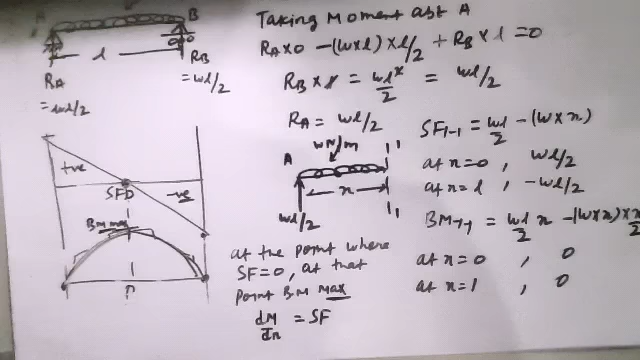 Taking Moment abt A
RA×0 - (w×l) × l/2 + RB × l = 0
RB × l = wl²/2 = wl/2
RA = wl/2
A B
l
RA
= wl/2
RB
= wl/2
w N/m
A
x
wl/2
SF1-1 = wl/2 - (w×x)
at x=0, wl/2
at x=l, -wl/2
BM1-1 = wl/2 x - (w×x) × x/2
at x=0, 0
at x=l, 0
+ve
SFD
-ve
BM max
at the point where
SF=0, at that
point BM Max
dM/dx = SF